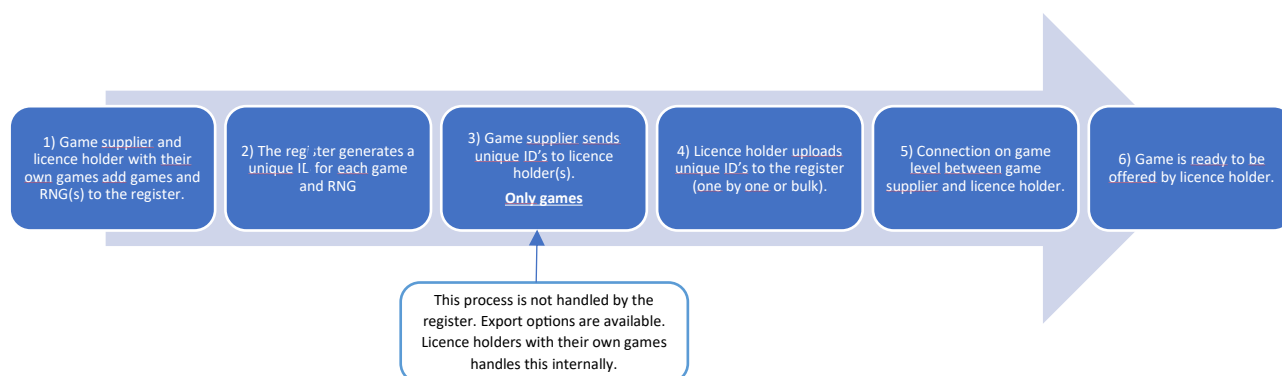 1) Game supplier and
licence holder with their
own games add games and
RNG(s) to the register.
2) The register generates a
unique ID for each game
and RNG
3) Game supplier sends
unique ID's to licence
holder(s).
Only games
4) Licence holder uploads
unique ID's to the register
(one by one or bulk).
5) Connection on game
level between game
supplier and licence holder.
6) Game is ready to be
offered by licence holder.
This process is not handled by the
register. Export options are available.
Licence holders with their own games
handles this internally.